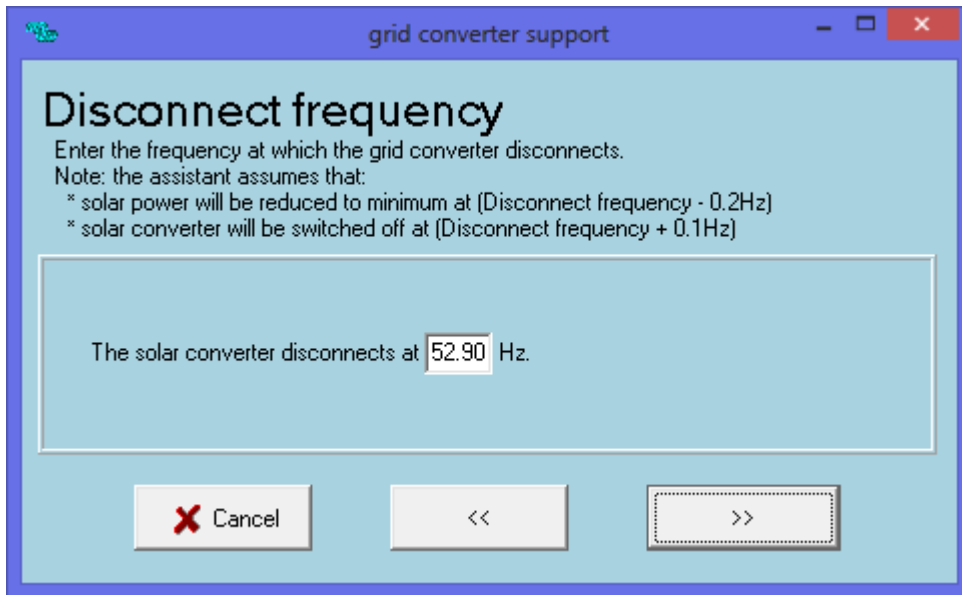 grid converter support
Disconnect frequency
Enter the frequency at which the grid converter disconnects.
Note: the assistant assumes that:
* solar power will be reduced to minimum at (Disconnect frequency - 0.2Hz)
* solar converter will be switched off at (Disconnect frequency + 0.1Hz)
The solar converter disconnects at 52.90 Hz.
Cancel << >>